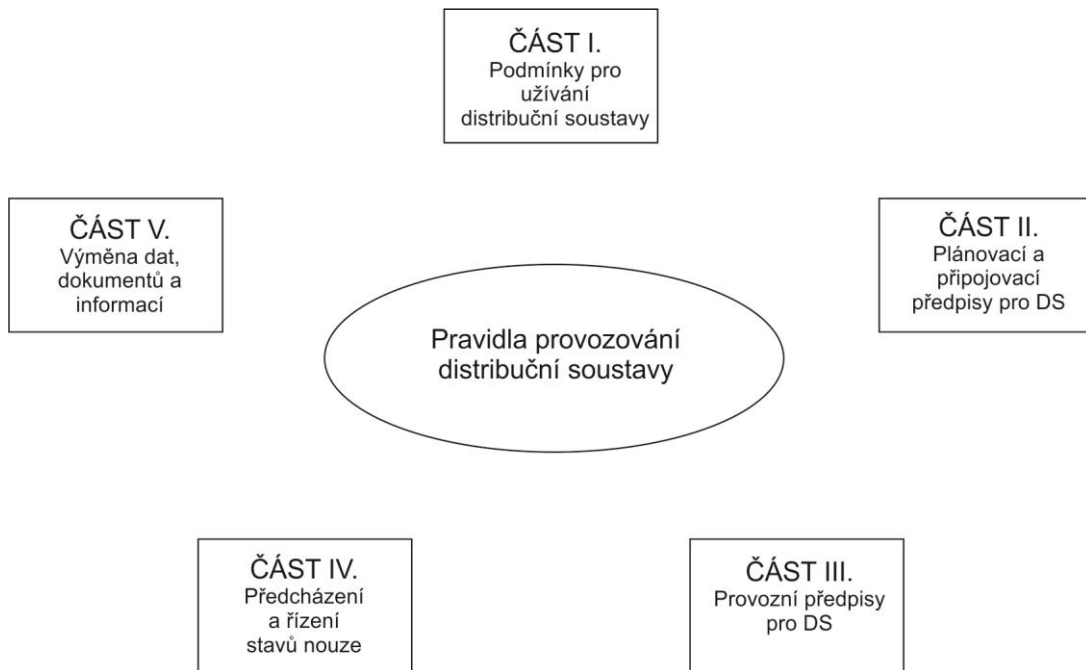 ČÁST I.
Podmínky pro
užívání
distribuční soustavy
ČÁST V.
Výměna dat,
dokumentů a
informací
ČÁST II.
Plánovací a
připojovací
předpisy pro DS
Pravidla provozování
distribuční soustavy
ČÁST IV.
Předcházení
a řízení
stavů nouze
ČÁST III.
Provozní předpisy
pro DS